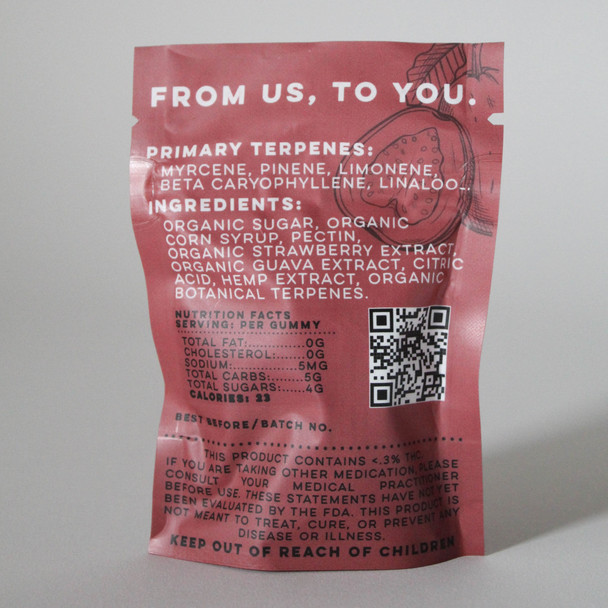 FROM US, TO YOU.
PRIMARY TERPENES:
MYRCENE, PINENE, LIMONENE,
BETA CARYOPHYLLENE, LINALOO
INGREDIENTS:
ORGANIC SUGAR, ORGANIC
CORN SYRUP, PECTIN,
ORGANIC STRAWBERRY EXTRACT,
ORGANIC GUAVA EXTRACT, CITRIC
ACID, HEMP EXTRACT, ORGANIC
BOTANICAL TERPENES.
NUTRITION FACTS
SERVING: PER GUMMY
TOTAL FAT:............0G
CHOLESTEROL:......0G
SODIUM:..............5MG
TOTAL CARBS:.......5G
TOTAL SUGARS:.....4G
CALORIES: 23
BEST BEFORE/BATCH NO.
THIS PRODUCT CONTAINS <.3% THC
IF YOU ARE TAKING OTHER MEDICATION, PLEASE
CONSULT YOUR MEDICAL PRACTITIONER
BEFORE USE. THESE STATEMENTS HAVE NOT YET
BEEN EVALUATED BY THE FDA. THIS PRODUCT IS
NOT MEANT TO TREAT, CURE, OR PREVENT ANY
DISEASE OR ILLNESS.
KEEP OUT OF REACH OF CHILDREN